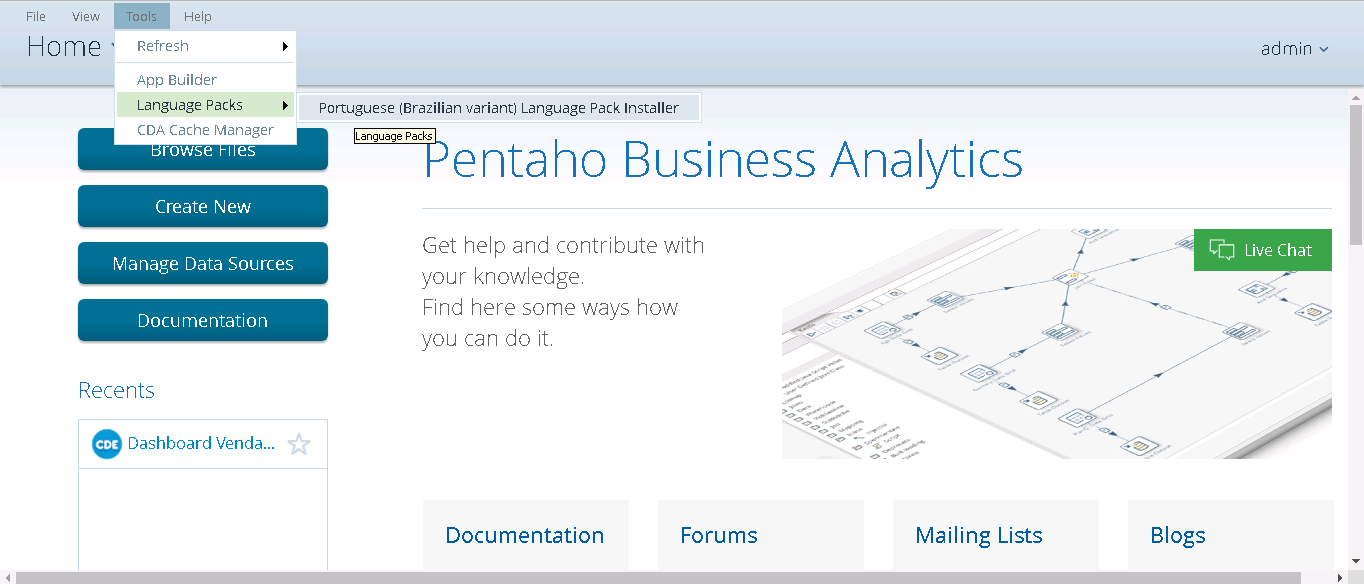 File View Tools Help
Home
admin
Refresh
App Builder
Language Packs
Portuguese (Brazilian variant) Language Pack Installer
CDA Cache Manager
Language Packs
Browse Files
Create New
Manage Data Sources
Documentation
Recents
CDE Dashboard Venda...
Pentaho Business Analytics
Get help and contribute with
your knowledge.
Find here some ways how
you can do it.
Live Chat
Documentation
Forums
Mailing Lists
Blogs